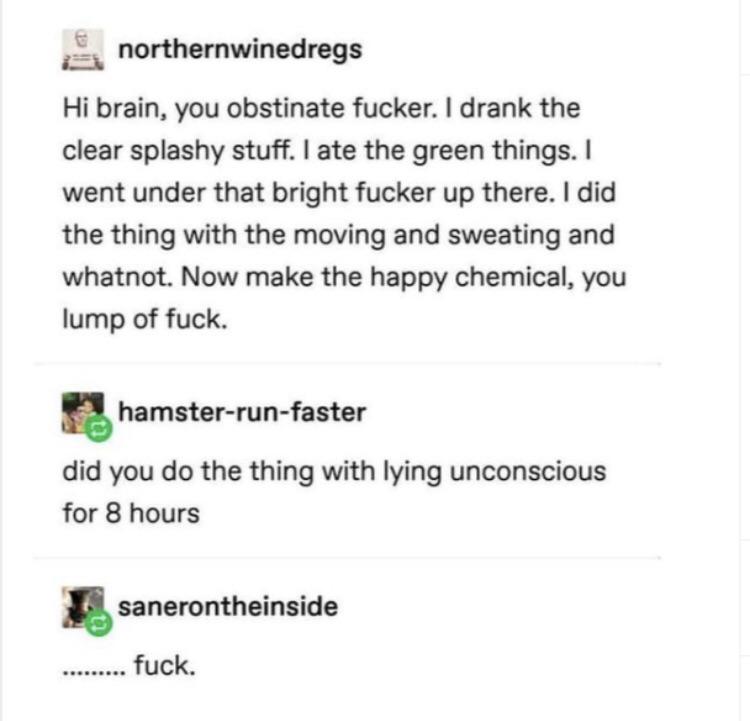 northernwinedregs
Hi brain, you obstinate fucker. I drank the
clear splashy stuff. I ate the green things. I
went under that bright fucker up there. I did
the thing with the moving and sweating and
whatnot. Now make the happy chemical, you
lump of fuck.
hamster-run-faster
did you do the thing with lying unconscious
for 8 hours
sanerontheinside
......... fuck.